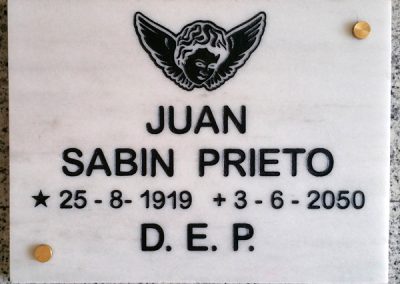 JUAN
SABIN PRIETO
★ 25 - 8 - 1919 + 3 - 6 - 2050
D. E. P.